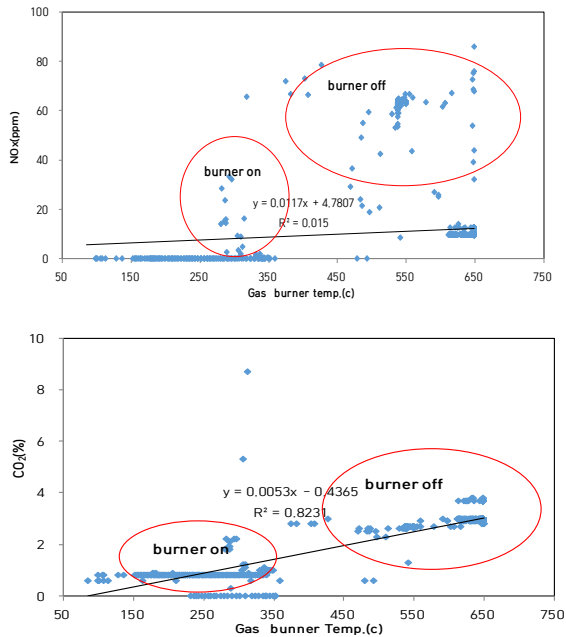 100
80
60
40
20
0
NOx(ppm)
burner off
burner on
y = 0.0117x + 4.7807
R² = 0.015
50 150 250 350 450 550 650 750
Gas burner temp,(c)
10
8
6
4
2
0
CO₂(%)
y = 0.0053x - 0.4365
R² = 0.8231
burner off
burner on
50 150 250 350 450 550 650 750
Gas bunner Temp.(c)